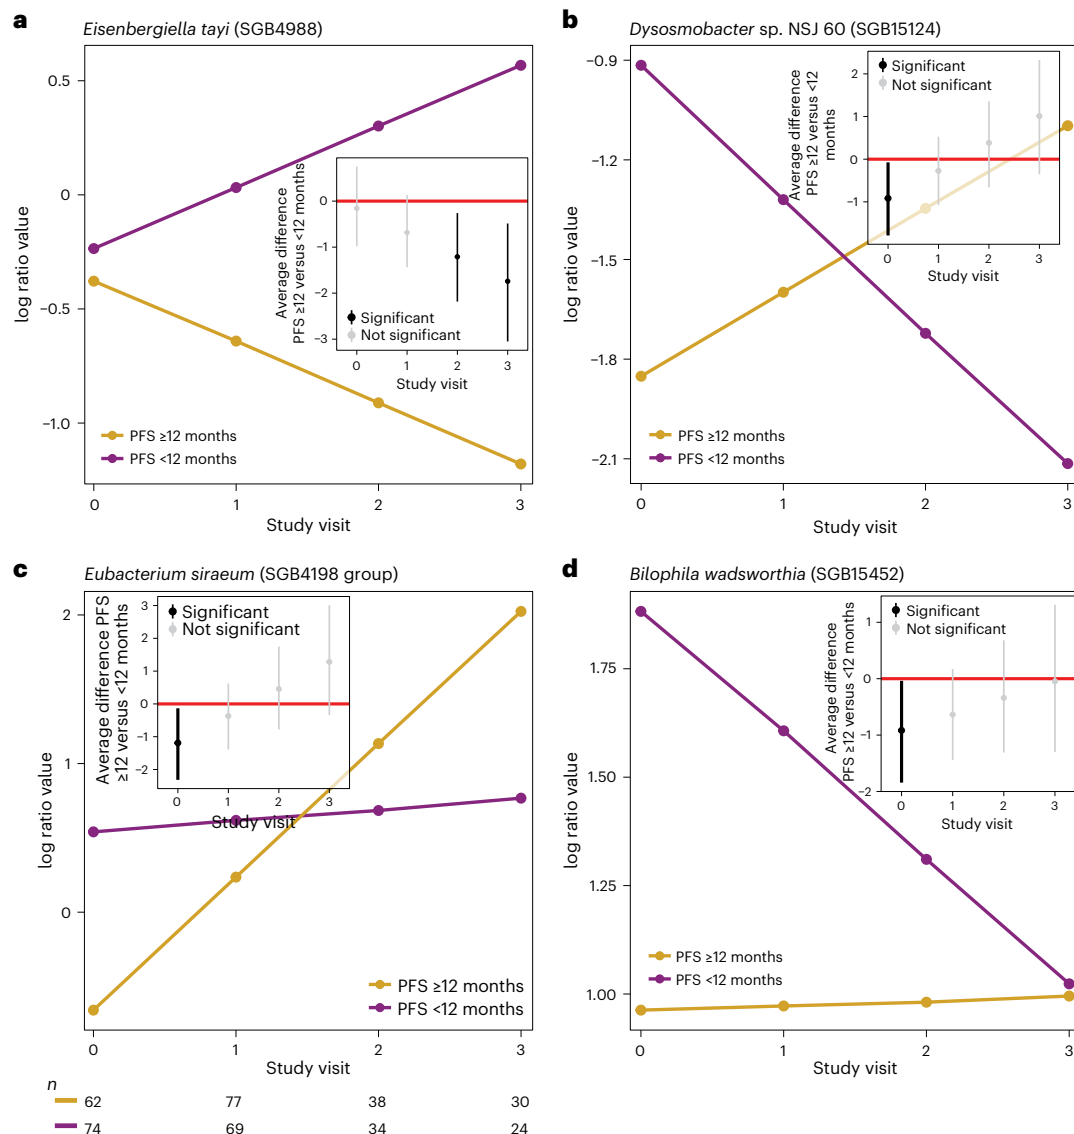 a
Eisenbergiella tayi (SGB4988)
log ratio value
0.5
0
−0.5
−1.0
Average difference
PFS ≥12 versus <12 months
0
−1
−2
−3
Significant
Not significant
0 1 2 3
Study visit
PFS ≥12 months
PFS <12 months
0 1 2 3
Study visit
b
Dysosmobacter sp. NSJ 60 (SGB15124)
log ratio value
−0.9
−1.2
−1.5
−1.8
−2.1
Average difference
PFS ≥12 versus <12
months
2
1
0
−1
Significant
Not significant
0 1 2 3
Study visit
PFS ≥12 months
PFS <12 months
0 1 2 3
Study visit
c
Eubacterium siraeum (SGB4198 group)
log ratio value
2
1
0
Average difference PFS
≥12 versus <12 months
3
2
1
0
−1
−2
Significant
Not significant
0 1 2 3
Study visit
PFS ≥12 months
PFS <12 months
0 1 2 3
Study visit
n
62 77 38 30
74 69 34 24
d
Bilophila wadsworthia (SGB15452)
log ratio value
1.75
1.50
1.25
1.00
Average difference
PFS ≥12 versus <12 months
1
0
−1
−2
Significant
Not significant
0 1 2 3
Study visit
PFS ≥12 months
PFS <12 months
0 1 2 3
Study visit